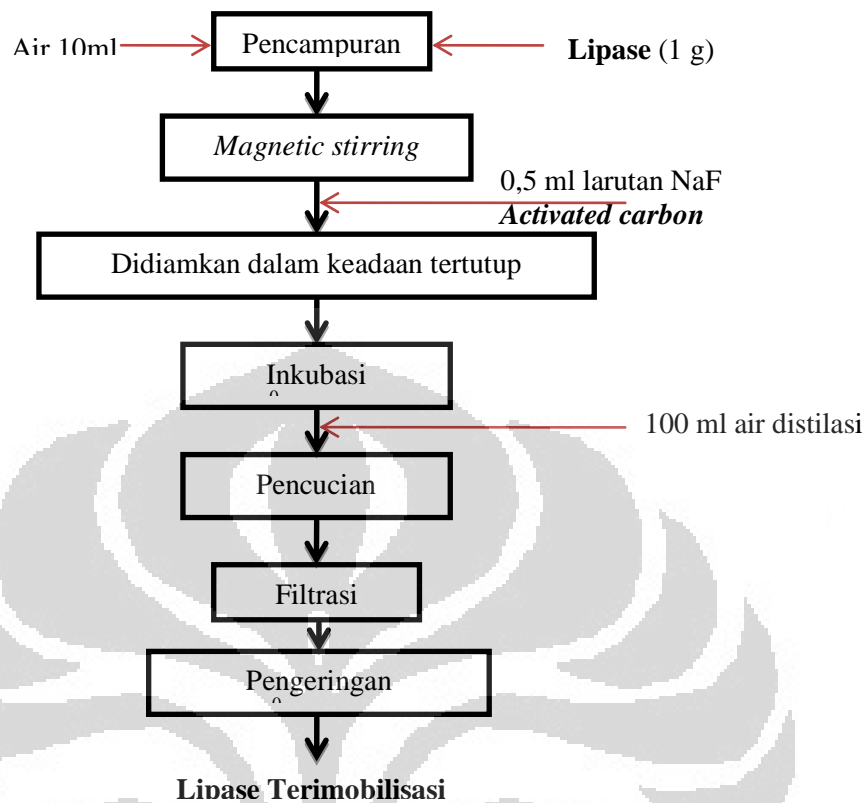 Pencampuran
Air 10ml
Lipase (1 g)
Magnetic stirring
0,5 ml larutan NaF
Activated carbon
Didiamkan dalam keadaan tertutup
Inkubasi
100 ml air distilasi
Pencucian
Filtrasi
Pengeringan
Lipase Terimobilisasi